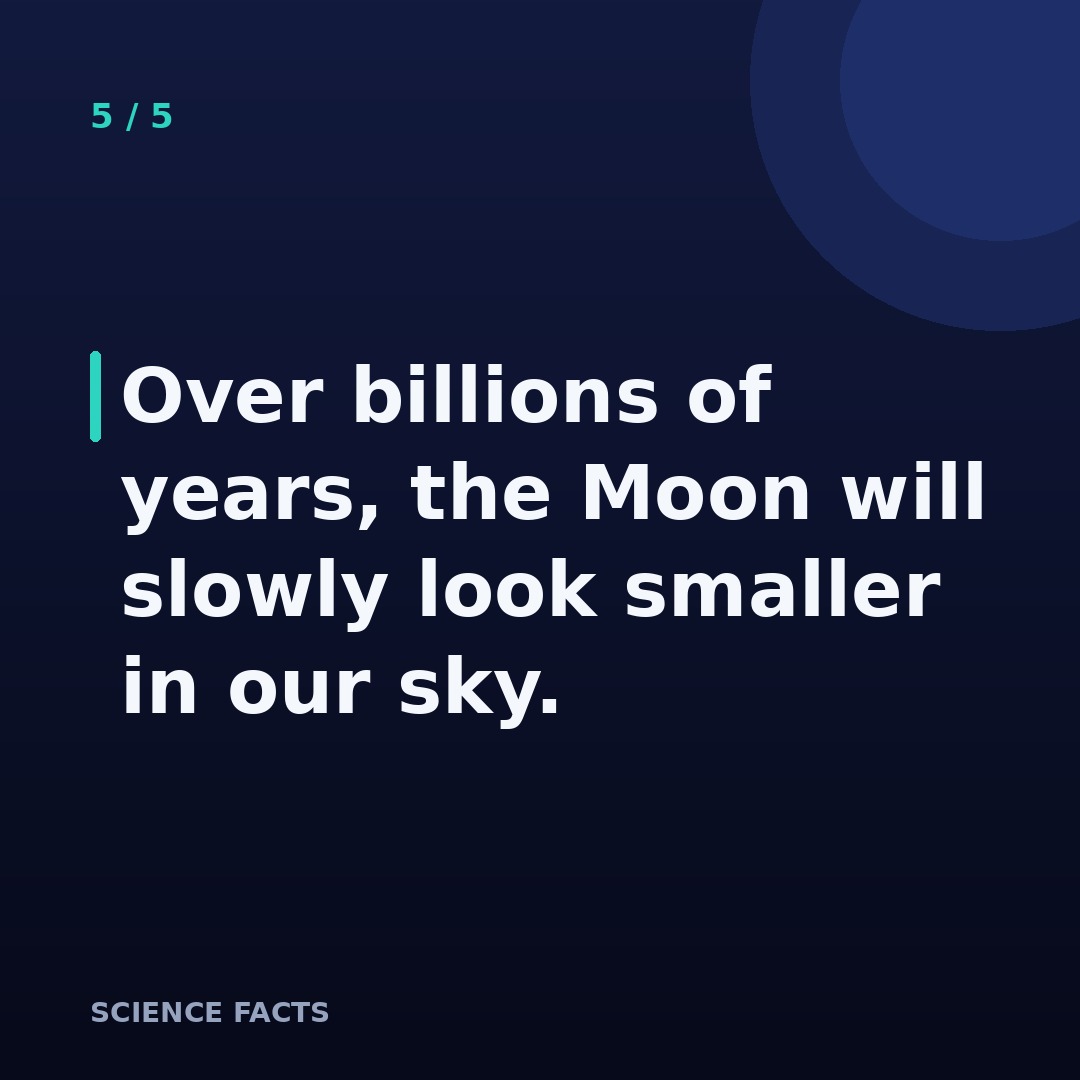 5 / 5
Over billions of
years, the Moon will
slowly look smaller
in our sky.
SCIENCE FACTS